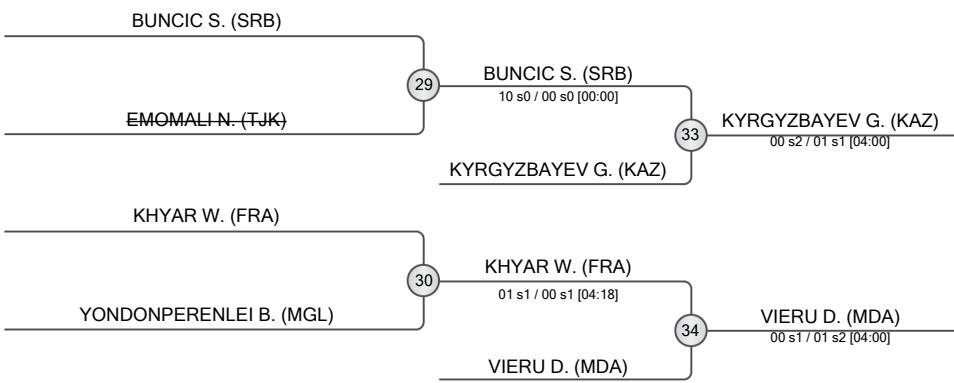 BUNCIC S. (SRB)
29
EMOMALI N. (TJK)
BUNCIC S. (SRB)
10 s0 / 00 s0 [00:00]
33
KYRGYZBAYEV G. (KAZ)
KYRGYZBAYEV G. (KAZ)
00 s2 / 01 s1 [04:00]
KHYAR W. (FRA)
30
YONDONPERENLEI B. (MGL)
KHYAR W. (FRA)
01 s1 / 00 s1 [04:18]
34
VIERU D. (MDA)
VIERU D. (MDA)
00 s1 / 01 s2 [04:00]